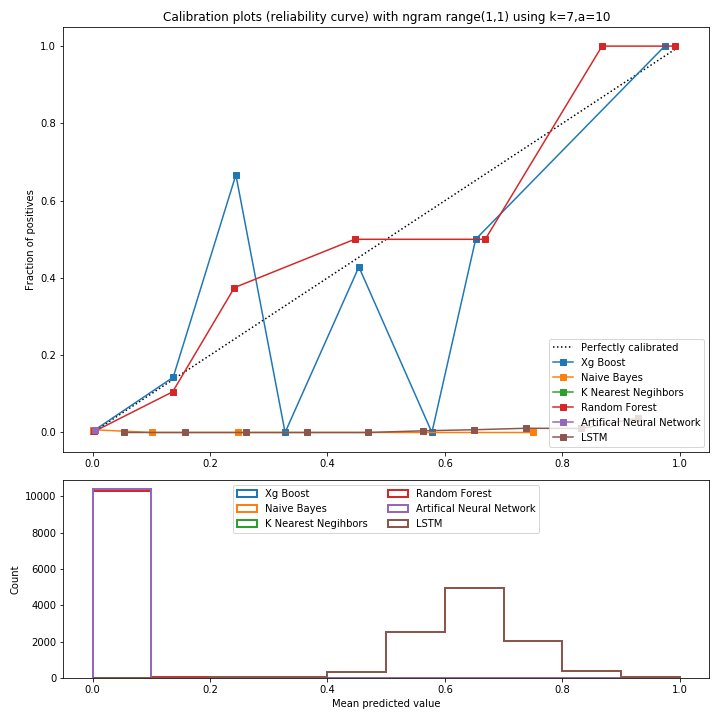 Calibration plots (reliability curve) with ngram range(1,1) using k=7,a=10
1.0
0.8
0.6
0.4
0.2
0.0
Fraction of positives
Perfectly calibrated
Xg Boost
Naive Bayes
K Nearest Negihbors
Random Forest
Artifical Neural Network
LSTM
0.0 0.2 0.4 0.6 0.8 1.0
10000
8000
6000
4000
2000
0
Count
Xg Boost Random Forest
Naive Bayes Artifical Neural Network
K Nearest Negihbors LSTM
0.0 0.2 0.4 0.6 0.8 1.0
Mean predicted value